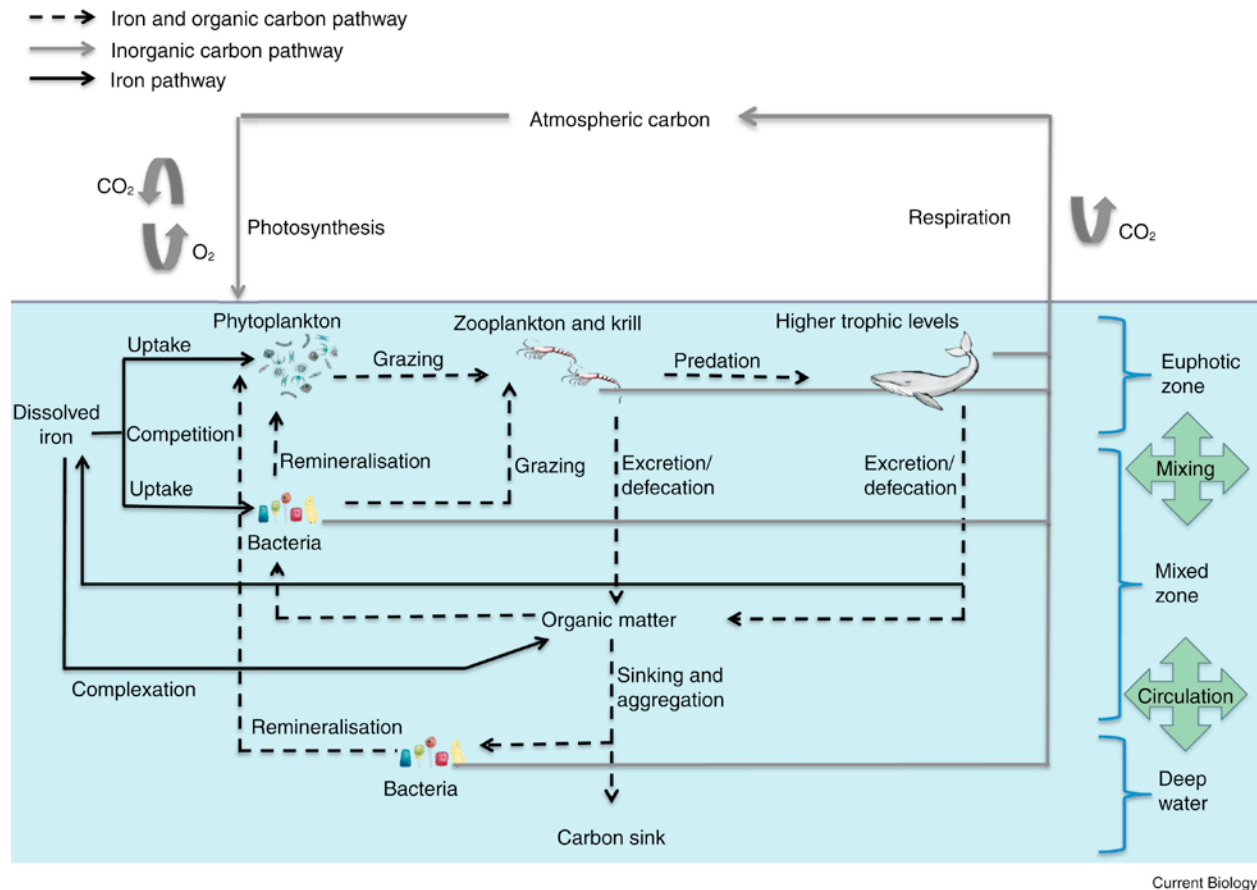 Iron and organic carbon pathway
Inorganic carbon pathway
Iron pathway
Atmospheric carbon
CO₂
O₂
Photosynthesis
Respiration
CO₂
Phytoplankton
Zooplankton and krill
Higher trophic levels
Uptake
Grazing
Predation
Euphotic
zone
Dissolved
iron
Competition
Remineralisation
Grazing
Excretion/
defecation
Excretion/
defecation
Mixing
Uptake
Bacteria
Mixed
zone
Organic matter
Complexation
Sinking and
aggregation
Circulation
Remineralisation
Bacteria
Deep
water
Carbon sink
Current Biology